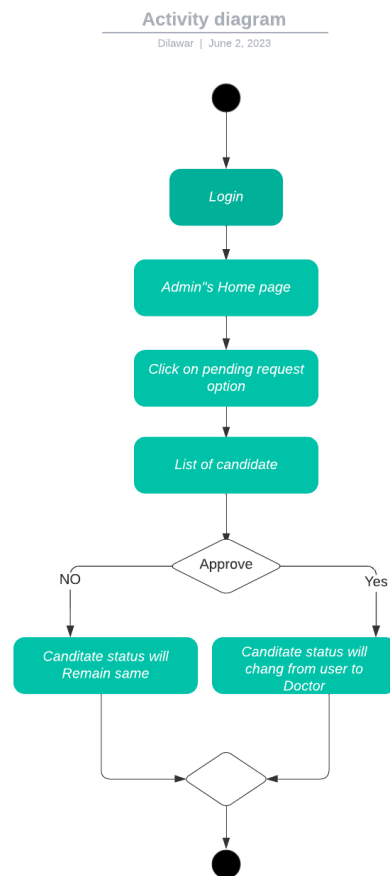 Activity diagram
Dilawar | June 2, 2023
Login
Admin"s Home page
Click on pending request
option
List of candidate
Approve
NO
Yes
Canditate status will
Remain same
Canditate status will
chang from user to
Doctor